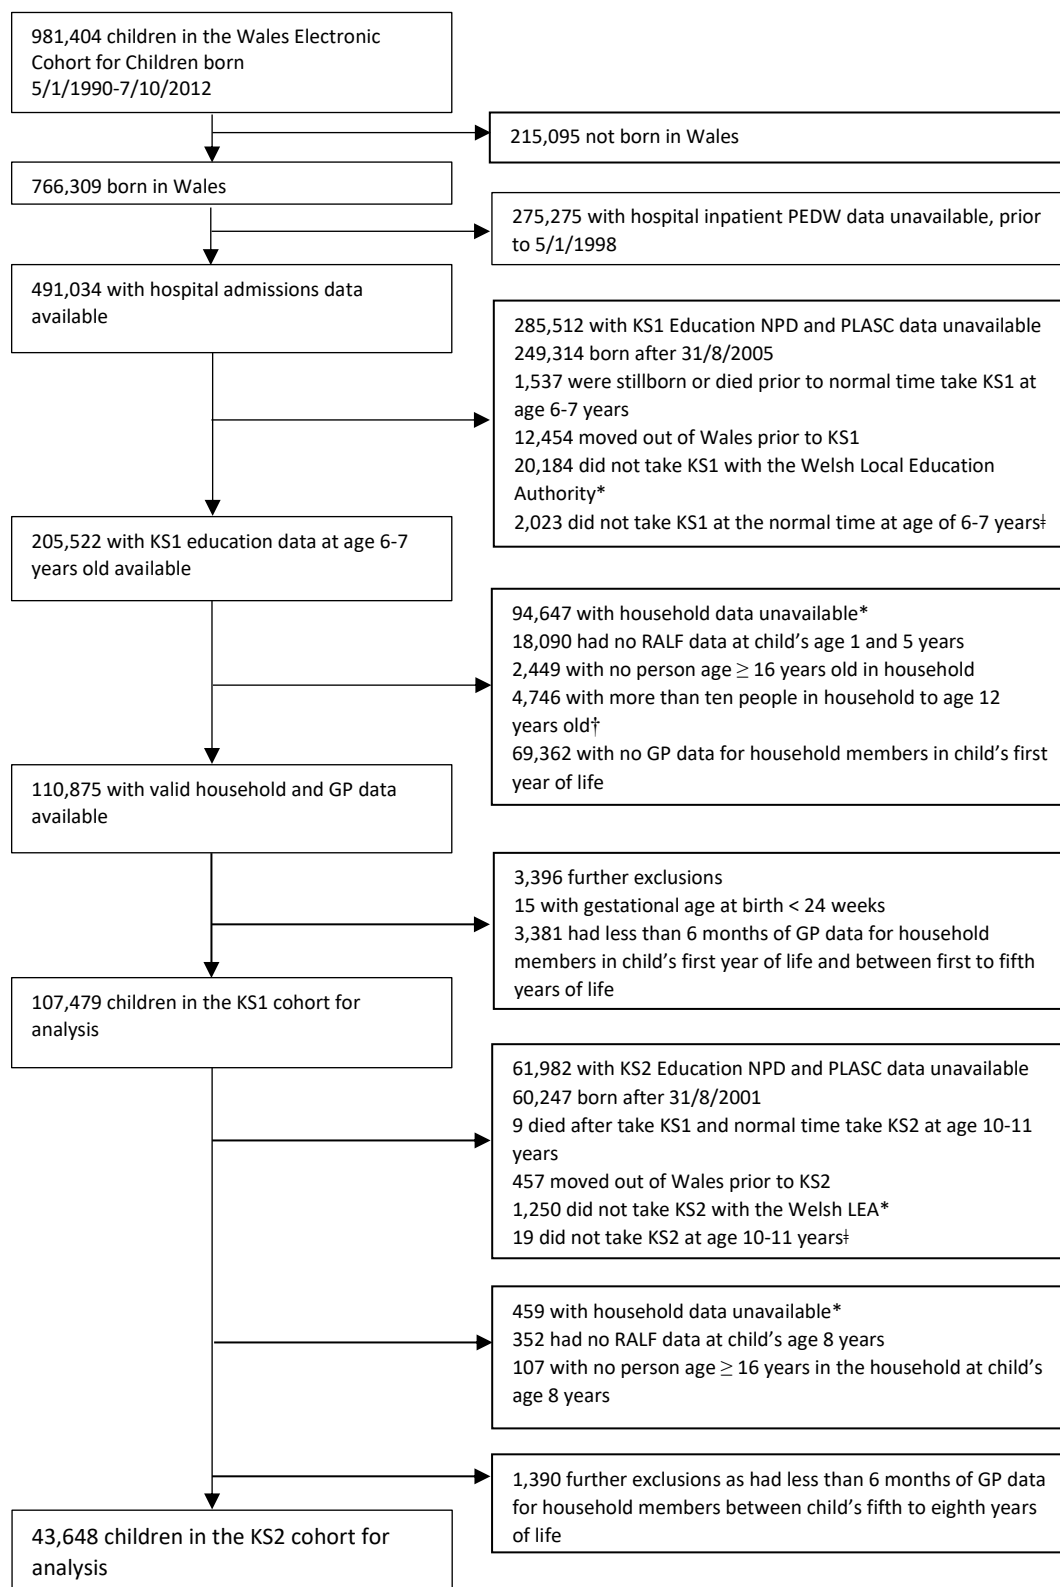 981,404 children in the Wales Electronic
Cohort for Children born
5/1/1990-7/10/2012
215,095 not born in Wales
766,309 born in Wales
275,275 with hospital inpatient PEDW data unavailable, prior
to 5/1/1998
491,034 with hospital admissions data
available
285,512 with KS1 Education NPD and PLASC data unavailable
249,314 born after 31/8/2005
1,537 were stillborn or died prior to normal time take KS1 at
age 6-7 years
12,454 moved out of Wales prior to KS1
20,184 did not take KS1 with the Welsh Local Education
Authority*
2,023 did not take KS1 at the normal time at age of 6-7 years‡
205,522 with KS1 education data at age 6-7
years old available
94,647 with household data unavailable*
18,090 had no RALF data at child’s age 1 and 5 years
2,449 with no person age ≥ 16 years old in household
4,746 with more than ten people in household to age 12
years old†
69,362 with no GP data for household members in child’s first
year of life
110,875 with valid household and GP data
available
3,396 further exclusions
15 with gestational age at birth < 24 weeks
3,381 had less than 6 months of GP data for household
members in child’s first year of life and between first to fifth
years of life
107,479 children in the KS1 cohort for
analysis
61,982 with KS2 Education NPD and PLASC data unavailable
60,247 born after 31/8/2001
9 died after take KS1 and normal time take KS2 at age 10-11
years
457 moved out of Wales prior to KS2
1,250 did not take KS2 with the Welsh LEA*
19 did not take KS2 at age 10-11 years‡
459 with household data unavailable*
352 had no RALF data at child’s age 8 years
107 with no person age ≥ 16 years in the household at child’s
age 8 years
1,390 further exclusions as had less than 6 months of GP data
for household members between child’s fifth to eighth years
of life
43,648 children in the KS2 cohort for
analysis